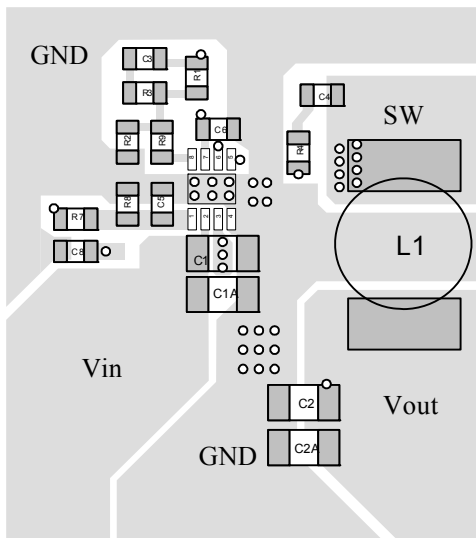 GND
C3
R1
R3
C4
SW
R2
R9
C6
R4
8 7 6 5
R8
C5
R7
1 2 3 4
C8
L1
C1
C1A
Vin
C2
Vout
GND
C2A